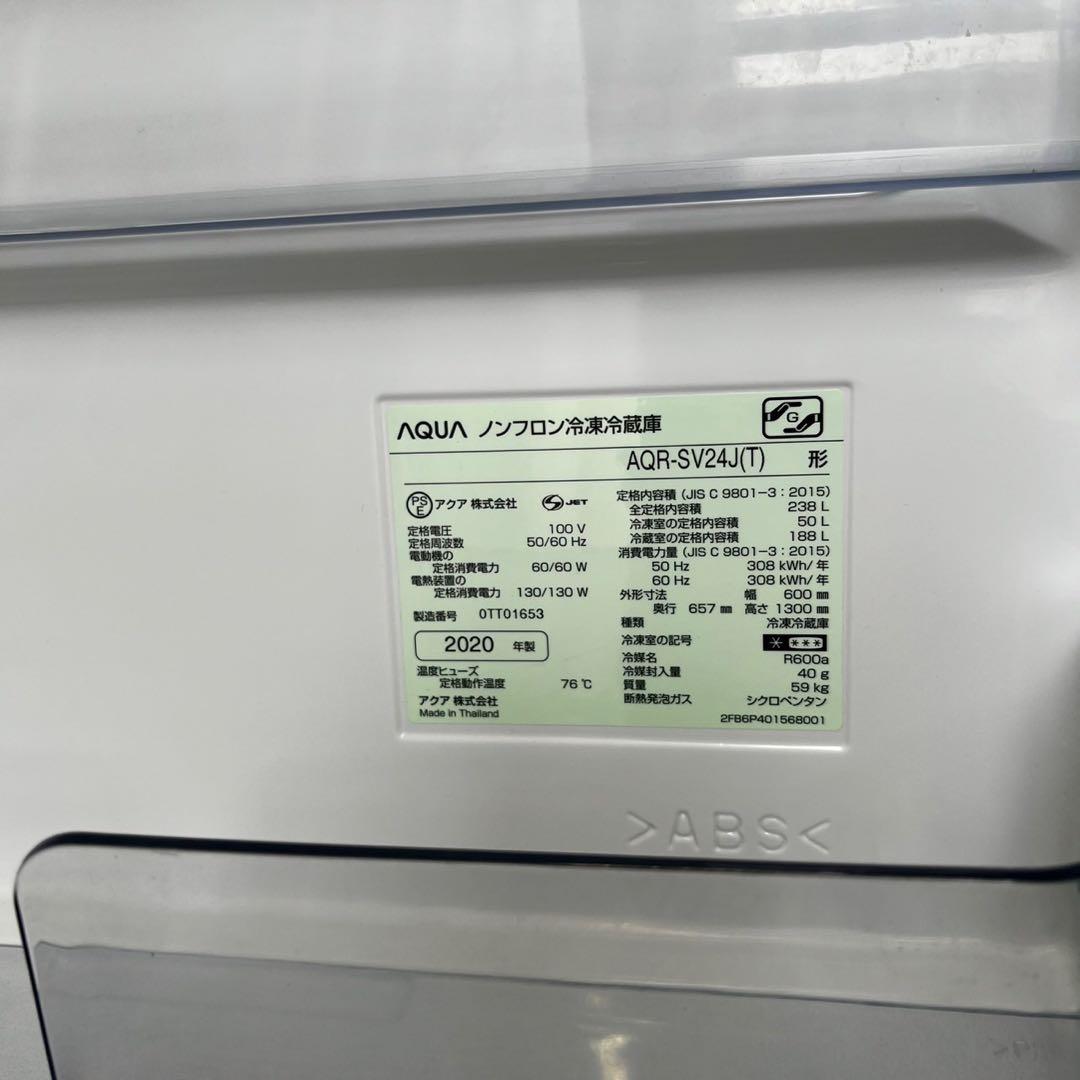 AQUA ノンフロン冷凍冷蔵庫
G
AQR-SV24J(T) 形
PS E アクア 株式会社
S JET
定格電圧 100 V
定格周波数 50/60 Hz
電動機の
定格消費電力 60/60 W
電熱装置の
定格消費電力 130/130 W
製造番号 0TT01653
2020 年製
温度ヒューズ
定格動作温度 76 ℃
アクア 株式会社
Made in Thailand
定格内容積 (JIS C 9801-3:2015)
全定格内容積 238 L
冷凍室の定格内容積 50 L
冷蔵室の定格内容積 188 L
消費電力量 (JIS C 9801-3:2015)
50 Hz 308 kWh/年
60 Hz 308 kWh/年
外形寸法 幅 600 mm
奥行 657 mm 高さ 1300 mm
種類 冷凍冷蔵庫
冷凍室の記号 * ***
冷媒名 R600a
冷媒封入量 40 g
質量 59 kg
断熱発泡ガス シクロペンタン
2FB6P401568001
>ABS<